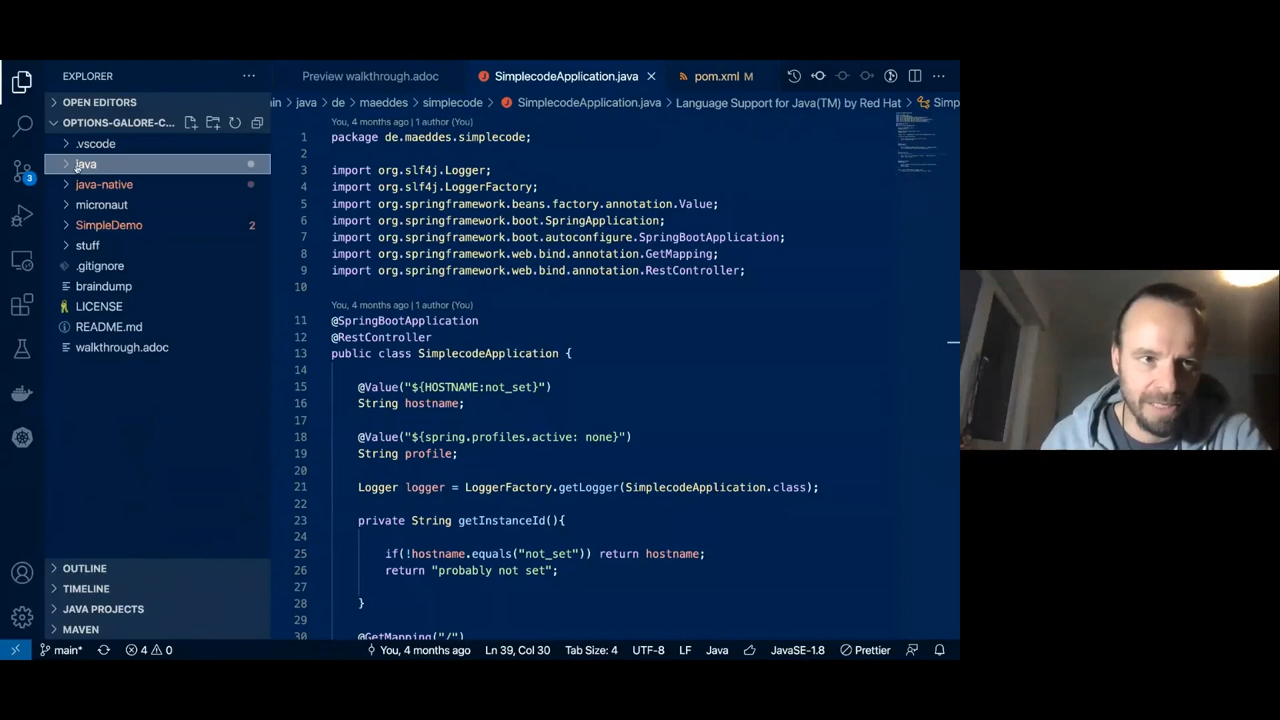 EXPLORER
OPEN EDITORS
OPTIONS-GALORE-C...
.vscode
java
java-native
micronaut
SimpleDemo 2
stuff
.gitignore
braindump
LICENSE
README.md
walkthrough.adoc
OUTLINE
TIMELINE
JAVA PROJECTS
MAVEN
3
Preview walkthrough.adoc SimplecodeApplication.java pom.xml M
in > java > de > maeddes > simplecode > SimplecodeApplication.java > Language Support for Java(TM) by Red Hat > Simp
You, 4 months ago | 1 author (You)
1 package de.maeddes.simplecode;
2
3 import org.slf4j.Logger;
4 import org.slf4j.LoggerFactory;
5 import org.springframework.beans.factory.annotation.Value;
6 import org.springframework.boot.SpringApplication;
7 import org.springframework.boot.autoconfigure.SpringBootApplication;
8 import org.springframework.web.bind.annotation.GetMapping;
9 import org.springframework.web.bind.annotation.RestController;
10
You, 4 months ago | 1 author (You)
11 @SpringBootApplication
12 @RestController
13 public class SimplecodeApplication {
14
15 @Value("${HOSTNAME:not_set}")
16 String hostname;
17
18 @Value("${spring.profiles.active: none}")
19 String profile;
20
21 Logger logger = LoggerFactory.getLogger(SimplecodeApplication.class);
22
23 private String getInstanceId(){
24
25 if(!hostname.equals("not_set")) return hostname;
26 return "probably not set";
27
28 }
29
30 @GetMapping("/")
main* 4 0 You, 4 months ago Ln 39, Col 30 Tab Size: 4 UTF-8 LF Java JavaSE-1.8 Prettier